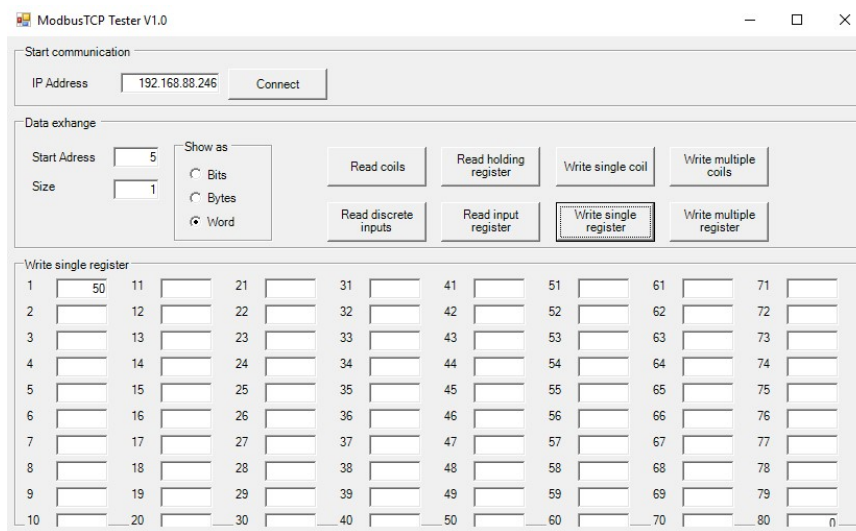 ModbusTCP Tester V1.0
Start communication
IP Address 192.168.88.246 Connect
Data exhange
Start Adress 5
Size 1
Show as
Bits
Bytes
Word
Read coils
Read holding
register
Write single coil
Write multiple
coils
Read discrete
inputs
Read input
register
Write single
register
Write multiple
register
Write single register
1 50 11 21 31 41 51 61 71
2 12 22 32 42 52 62 72
3 13 23 33 43 53 63 73
4 14 24 34 44 54 64 74
5 15 25 35 45 55 65 75
6 16 26 36 46 56 66 76
7 17 27 37 47 57 67 77
8 18 28 38 48 58 68 78
9 19 29 39 49 59 69 79
10 20 30 40 50 60 70 80 0